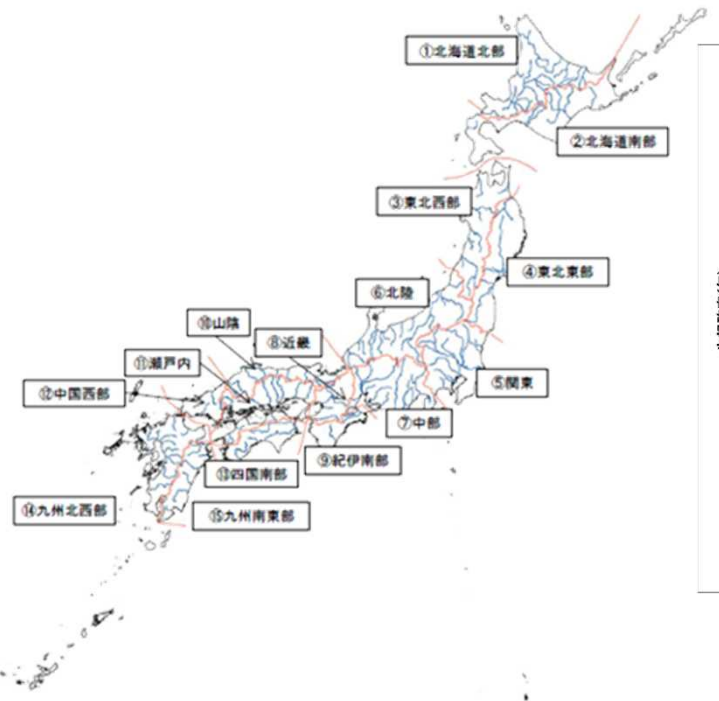 ①北海道北部
②北海道南部
③東北西部
④東北東部
⑥北陸
⑩山陰
⑧近畿
⑪瀬戸内
⑫中国西部
⑤関東
⑦中部
⑨紀伊南部
⑬四国南部
⑭九州北西部
⑮九州南東部